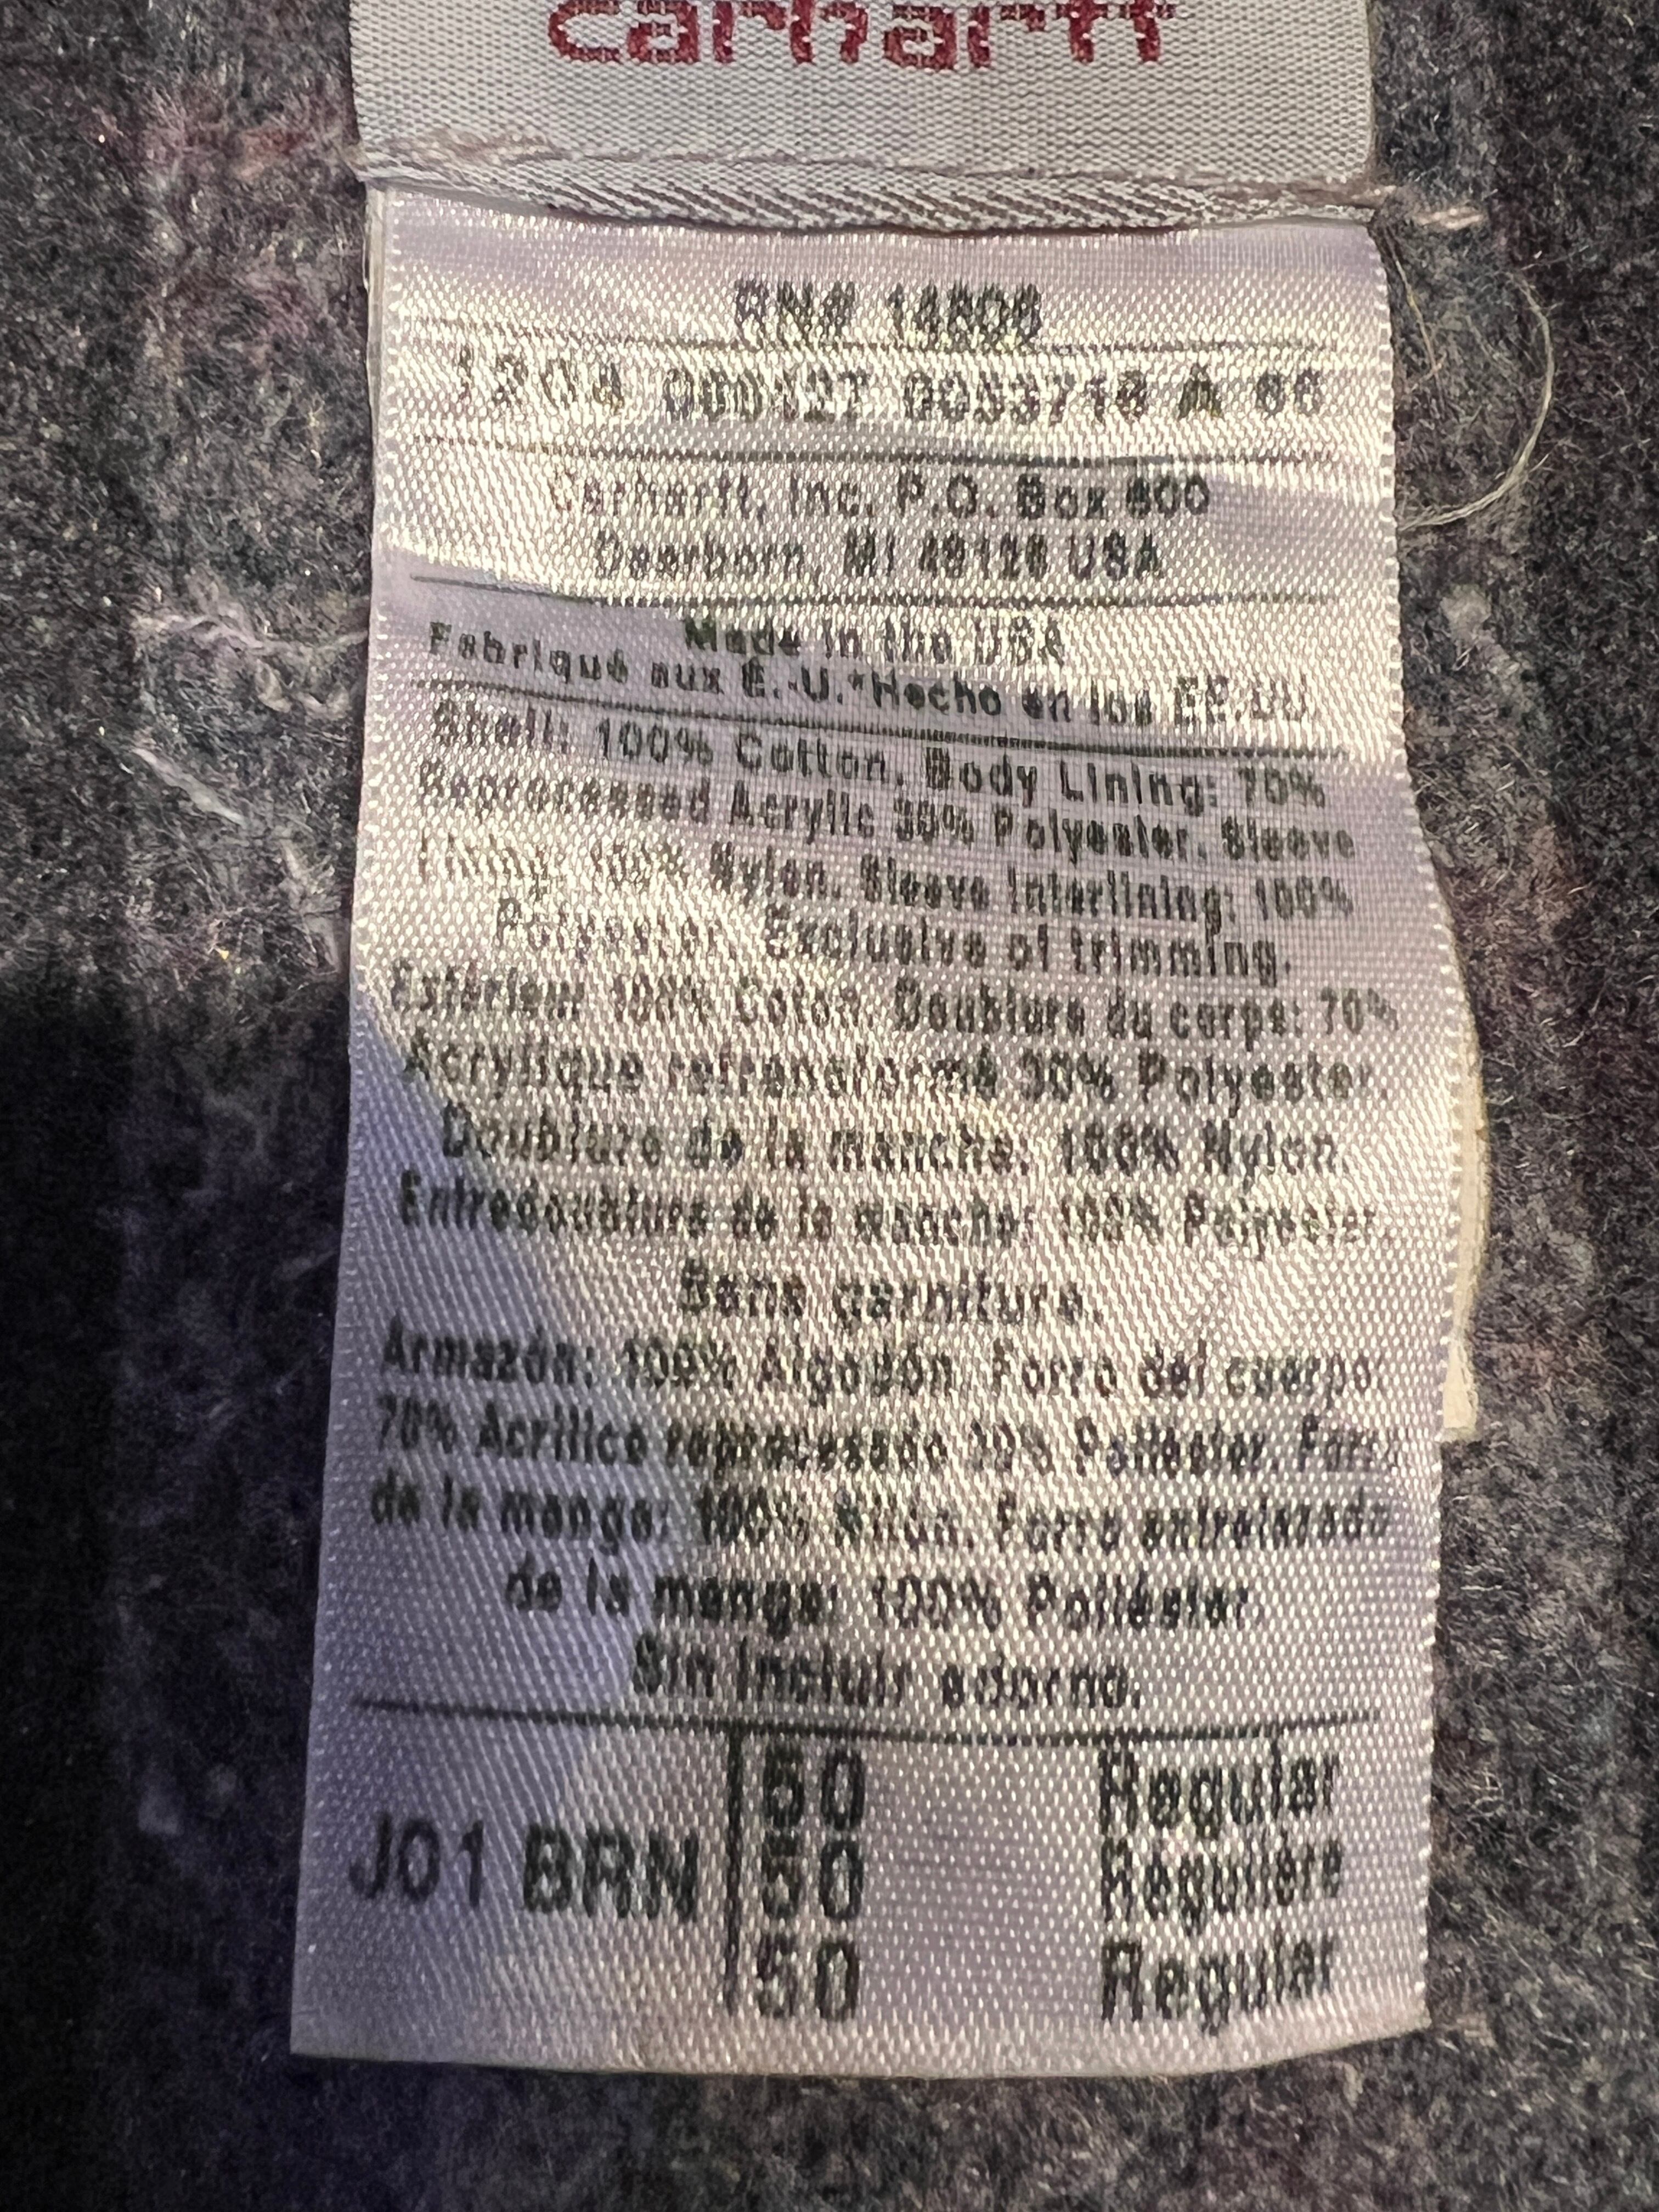 carhartt
RN# 14806
1204 000127 0053718 A 66
Carhartt, Inc. P.O. Box 600
Dearborn, MI 48126 USA
Made in the USA
Fabriqué aux É.-U.*Hecho en los EE.UU.
Shell: 100% Cotton. Body Lining: 70%
Reprocessed Acrylic 30% Polyester. Sleeve
Lining: 100% Nylon. Sleeve Interlining: 100%
Polyester. Exclusive of trimming.
Extérieur: 100% Coton. Doublure du corps: 70%
Acrylique retransformé 30% Polyester.
Doublure de la manche: 100% Nylon.
Entredoublure de la manche: 100% Polyester
Sans garniture.
Armazón: 100% Algodón. Forro del cuerpo:
70% Acrílico reprocesado 30% Poliéster. Forro
de la manga: 100% Nilón. Forro entrelazado
de la manga: 100% Poliéster
Sin incluir adorno.
J01 BRN
50 Regular
50 Régulière
50 Regular